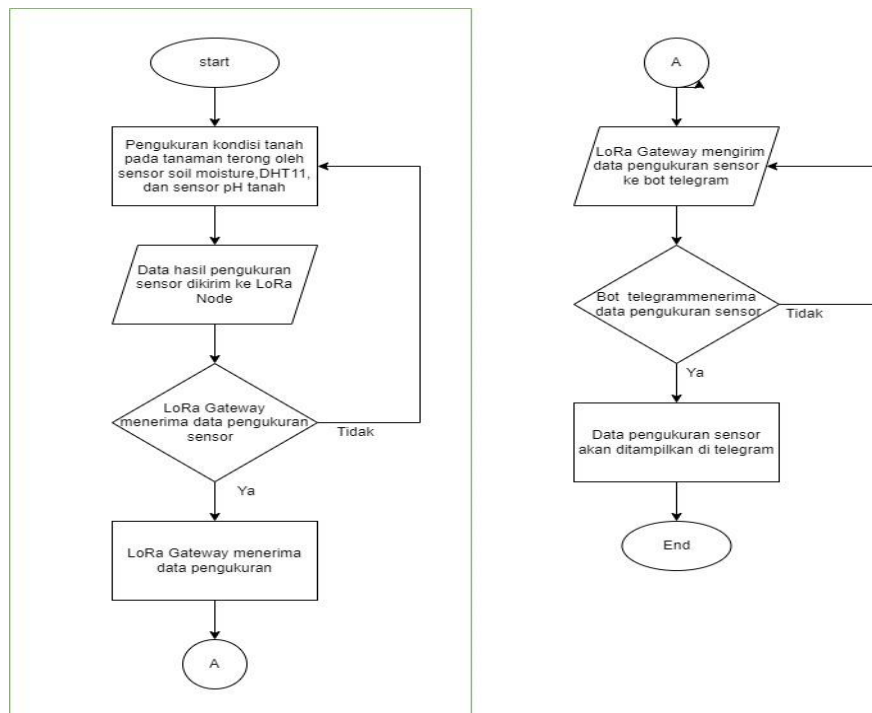 start
Pengukuran kondisi tanah
pada tanaman terong oleh
sensor soil moisture,DHT11,
dan sensor pH tanah
Data hasil pengukuran
sensor dikirim ke LoRa
Node
LoRa Gateway
menerima data pengukuran
sensor
Tidak
Ya
LoRa Gateway menerima
data pengukuran
A
A
LoRa Gateway mengirim
data pengukuran sensor
ke bot telegram
Bot telegrammenerima
data pengukuran sensor
Tidak
Ya
Data pengukuran sensor
akan ditampilkan di telegram
End